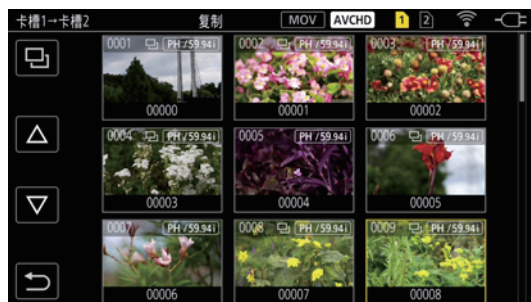 卡槽1→卡槽2 复制 MOV AVCHD 1 2
0001 PH /59.94i 0002 PH /59.94i 0003 PH /59.94i
00000 00001 00002
0004 PH /59.94i 0005 PH /59.94i 0006 PH /59.94i
00003 00004 00005
0007 PH /59.94i 0008 PH /59.94i 0009 PH /59.94i
00006 00007 00008